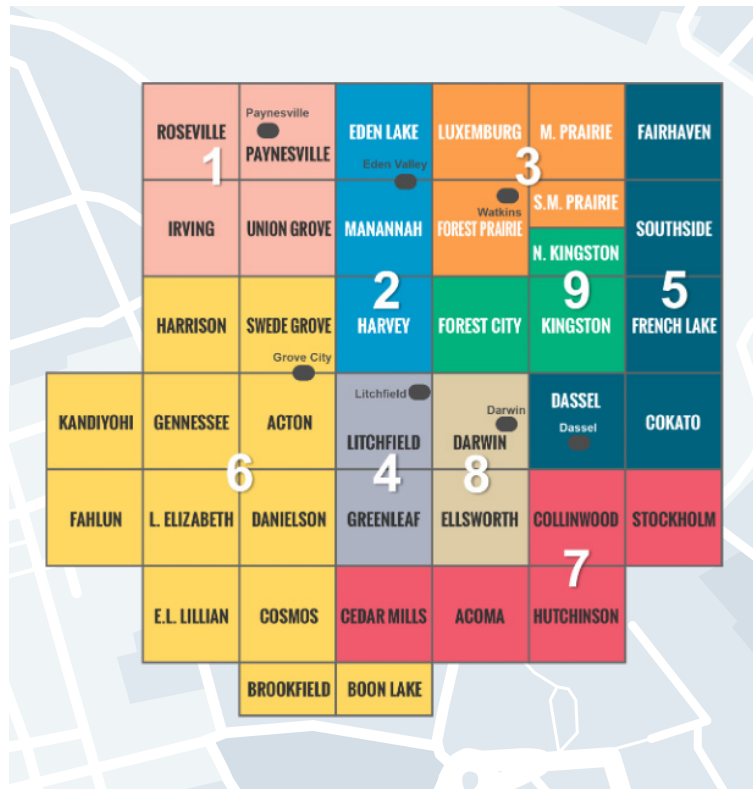 Paynesville
ROSEVILLE
PAYNESVILLE
EDEN LAKE
LUXEMBURG
M. PRAIRIE
FAIRHAVEN
1
3
Eden Valley
Watkins
S.M. PRAIRIE
IRVING
UNION GROVE
MANANNAH
FOREST PRAIRIE
SOUTHSIDE
N. KINGSTON
2
9
5
HARRISON
SWEDE GROVE
HARVEY
FOREST CITY
KINGSTON
FRENCH LAKE
Grove City
Litchfield
Darwin
DASSEL
Dassel
KANDIYOHI
GENNESSEE
ACTON
LITCHFIELD
DARWIN
COKATO
6
4
8
FAHLUN
L. ELIZABETH
DANIELSON
GREENLEAF
ELLSWORTH
COLLINWOOD
STOCKHOLM
7
E.L. LILLIAN
COSMOS
CEDAR MILLS
ACOMA
HUTCHINSON
BROOKFIELD
BOON LAKE